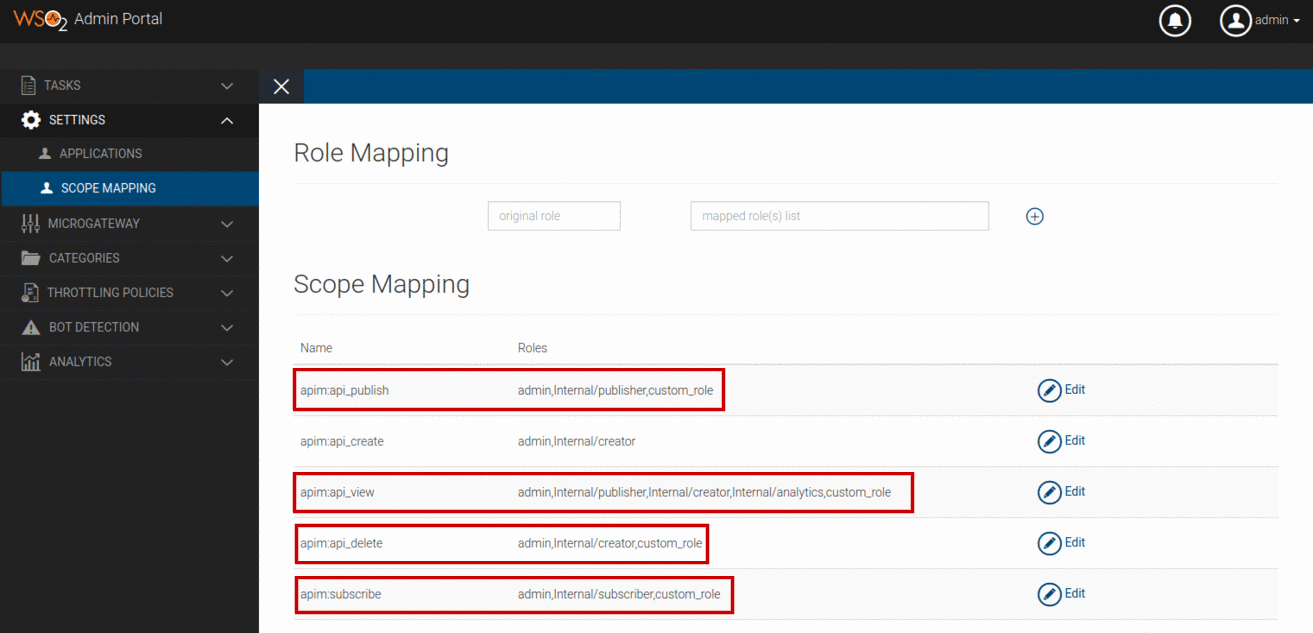 WSO2 Admin Portal
admin
TASKS
SETTINGS
APPLICATIONS
SCOPE MAPPING
MICROGATEWAY
CATEGORIES
THROTTLING POLICIES
BOT DETECTION
ANALYTICS
Role Mapping
original role mapped role(s) list
Scope Mapping
Name Roles
apim:api_publish admin,Internal/publisher,custom_role Edit
apim:api_create admin,Internal/creator Edit
apim:api_view admin,Internal/publisher,Internal/creator,Internal/analytics,custom_role Edit
apim:api_delete admin,Internal/creator,custom_role Edit
apim:subscribe admin,Internal/subscriber,custom_role Edit